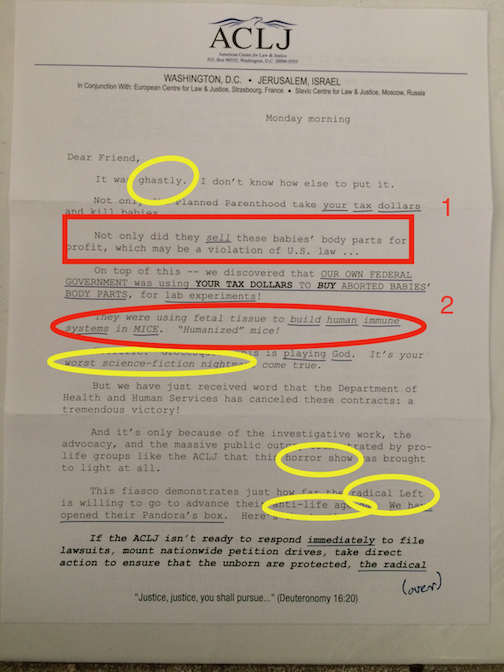 ACLJ
American Center for Law & Justice
P.O. Box 90555, Washington, D.C. 20090-0555
WASHINGTON, D.C. • JERUSALEM, ISRAEL
In Conjunction With: European Centre for Law & Justice, Strasbourg, France • Slavic Centre for Law & Justice, Moscow, Russia
Monday morning
Dear Friend,
It was ghastly. I don't know how else to put it.
1
Not only Planned Parenthood take your tax dollars
and kill babies
Not only did they sell these babies' body parts for
profit, which may be a violation of U.S. law ...
On top of this -- we discovered that OUR OWN FEDERAL
GOVERNMENT was using YOUR TAX DOLLARS TO BUY ABORTED BABIES'
BODY PARTS, for lab experiments!
2
They were using fetal tissue to build human immune
systems in MICE. "Humanized" mice!
This is playing God. It's your
worst science-fiction nightmare come true.
But we have just received word that the Department of
Health and Human Services has canceled these contracts: a
tremendous victory!
And it's only because of the investigative work, the
advocacy, and the massive public orchestrated by pro-
life groups like the ACLJ that this horror show was brought
to light at all.
This fiasco demonstrates just how far the radical Left
is willing to go to advance their anti-life agenda. We have
opened their Pandora's box. Here's
If the ACLJ isn't ready to respond immediately to file
lawsuits, mount nationwide petition drives, take direct
action to ensure that the unborn are protected, the radical
(over)
"Justice, justice, you shall pursue..." (Deuteronomy 16:20)